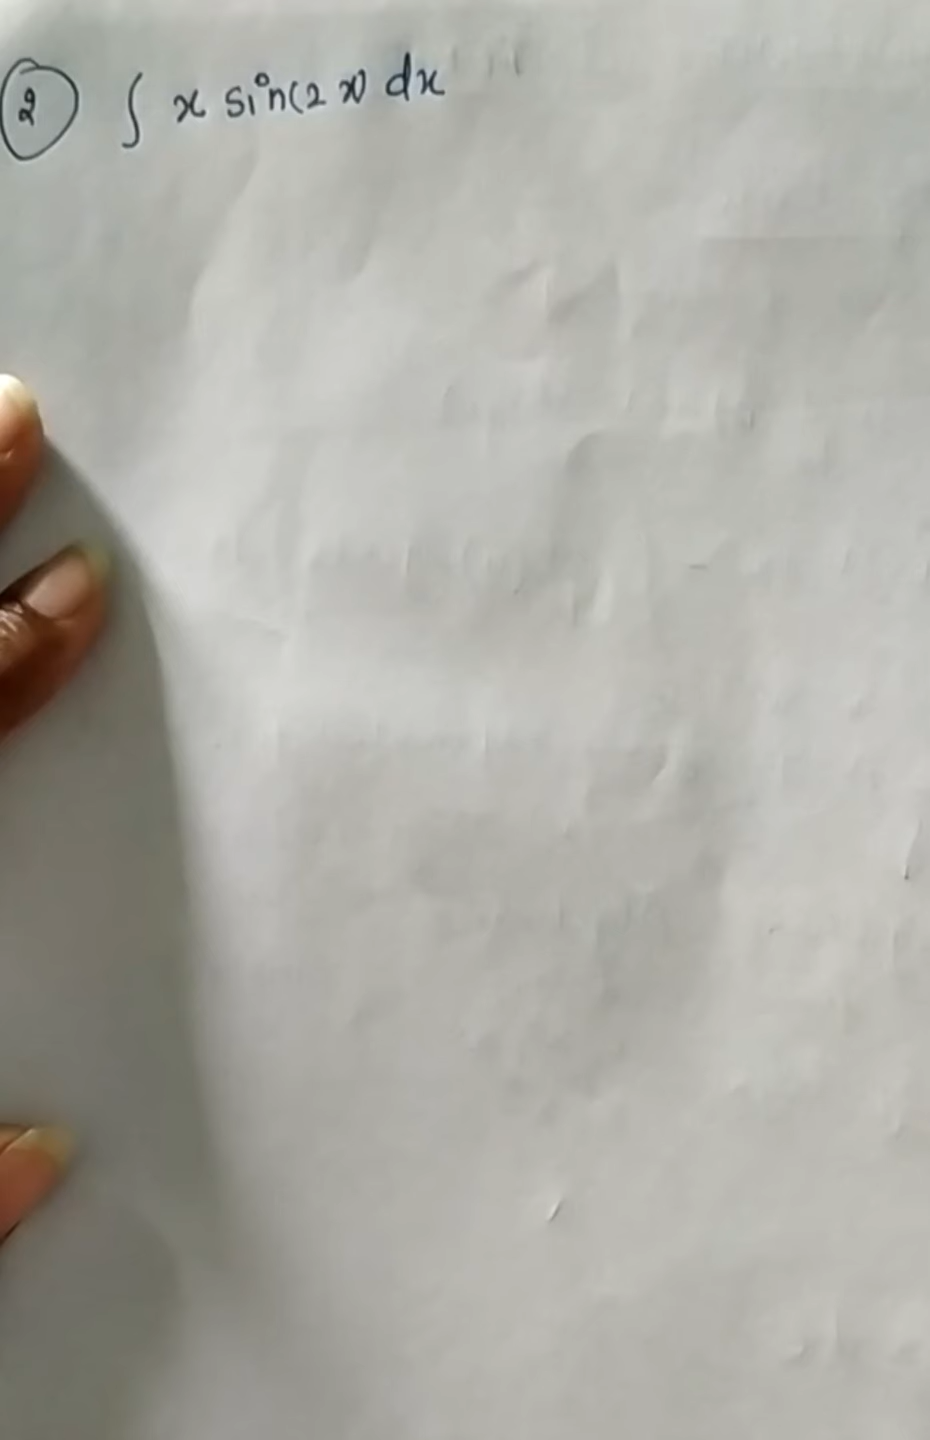 ② ∫ x sin(2x) dx